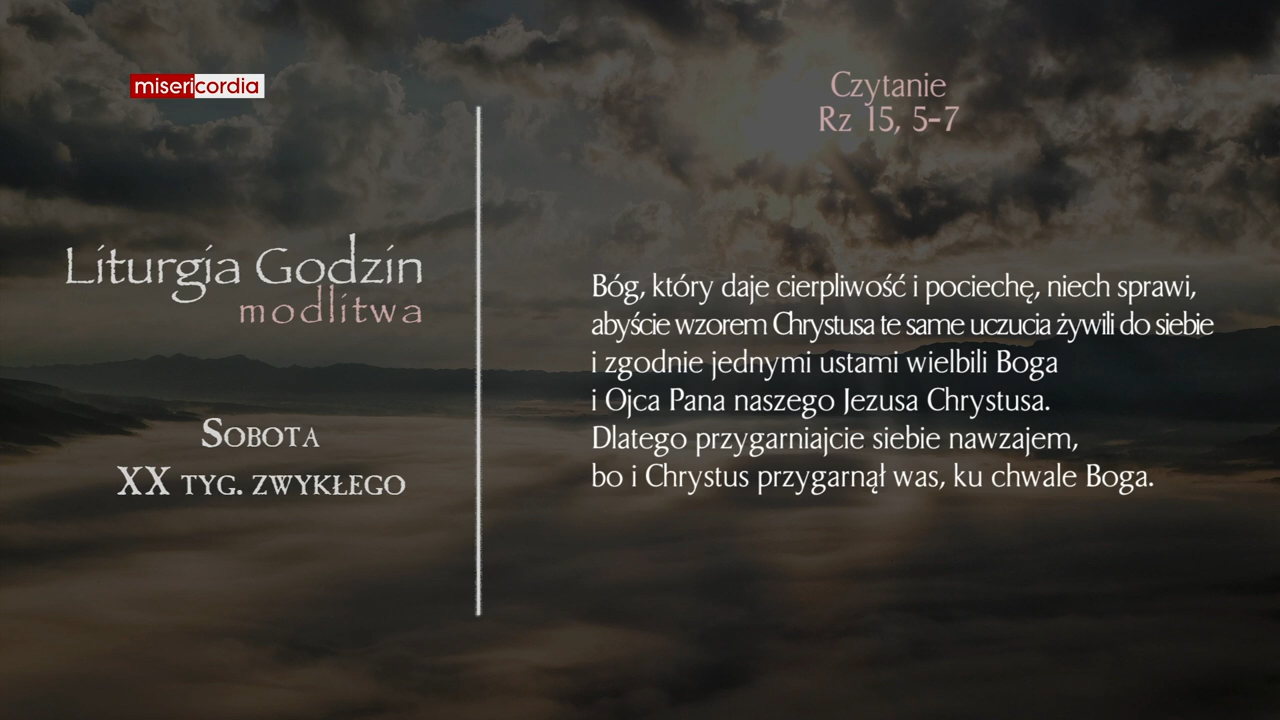 misericordia
Liturgia Godzin
modlitwa
Sobota
XX tyg. zwykłego
Czytanie
Rz 15, 5-7
Bóg, który daje cierpliwość i pociechę, niech sprawi,
abyście wzorem Chrystusa te same uczucia żywili do siebie
i zgodnie jednymi ustami wielbili Boga
i Ojca Pana naszego Jezusa Chrystusa.
Dlatego przygarniajcie siebie nawzajem,
bo i Chrystus przygarnął was, ku chwale Boga.